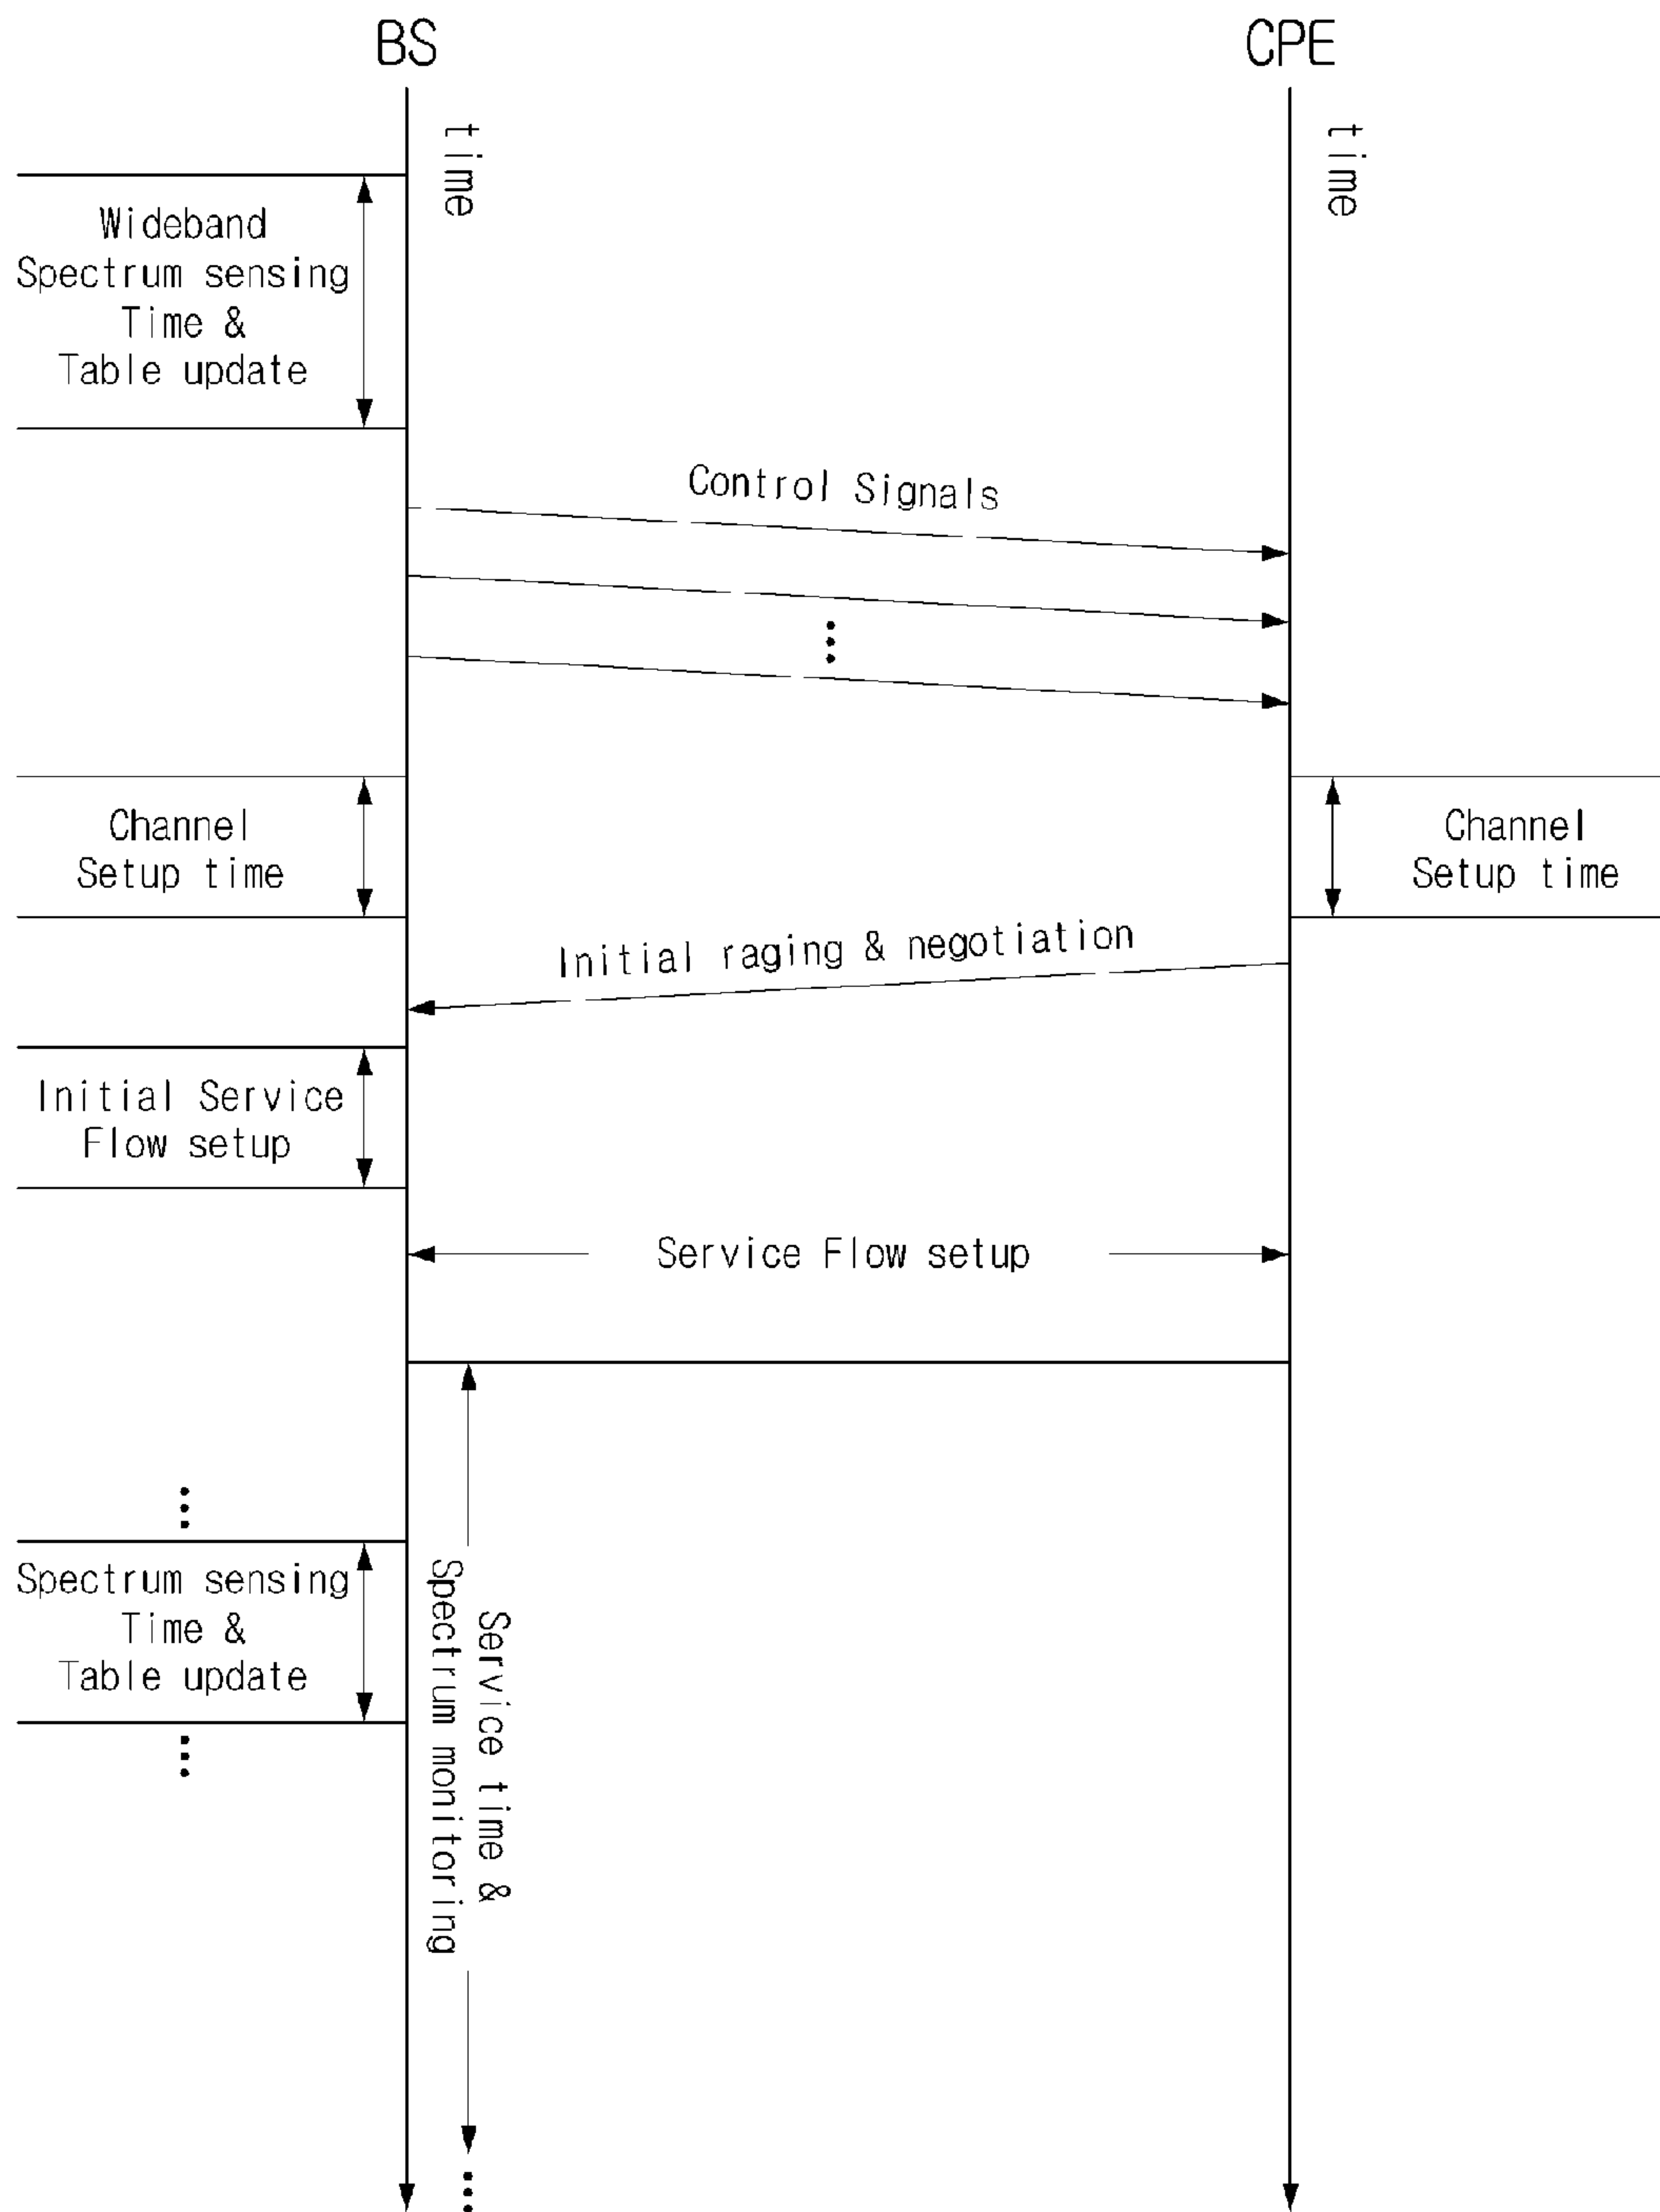 BS
CPE
time
time
Wideband
Spectrum sensing
Time &
Table update
Control Signals
Channel
Setup time
Channel
Setup time
Initial raging & negotiation
Initial Service
Flow setup
Service Flow setup
Spectrum sensing
Time &
Table update
Service time &
Spectrum monitoring